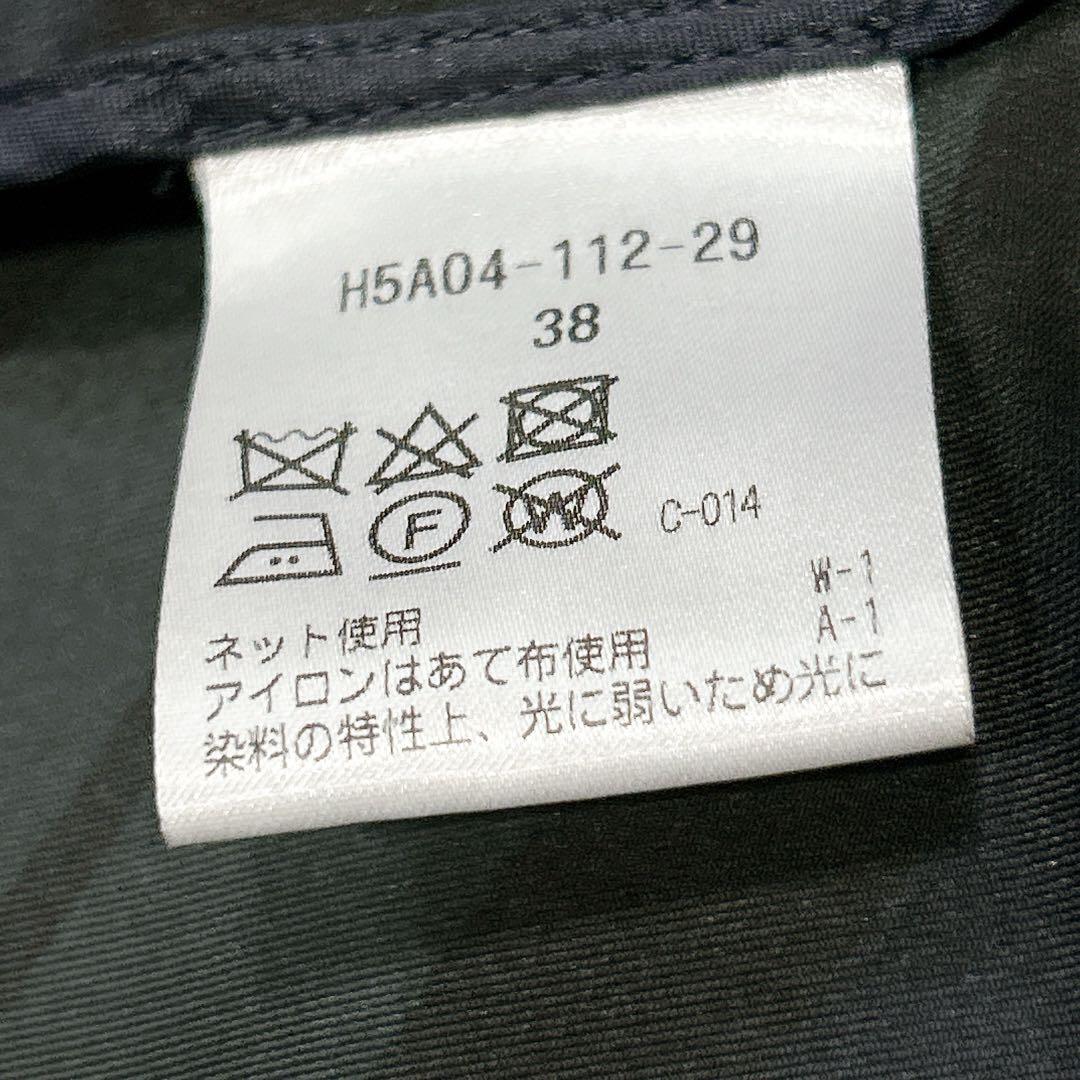 H5A04-112-29
38
F
W
C-014
W-1
A-1
ネット使用
アイロンはあて布使用
染料の特性上、光に弱いため光に